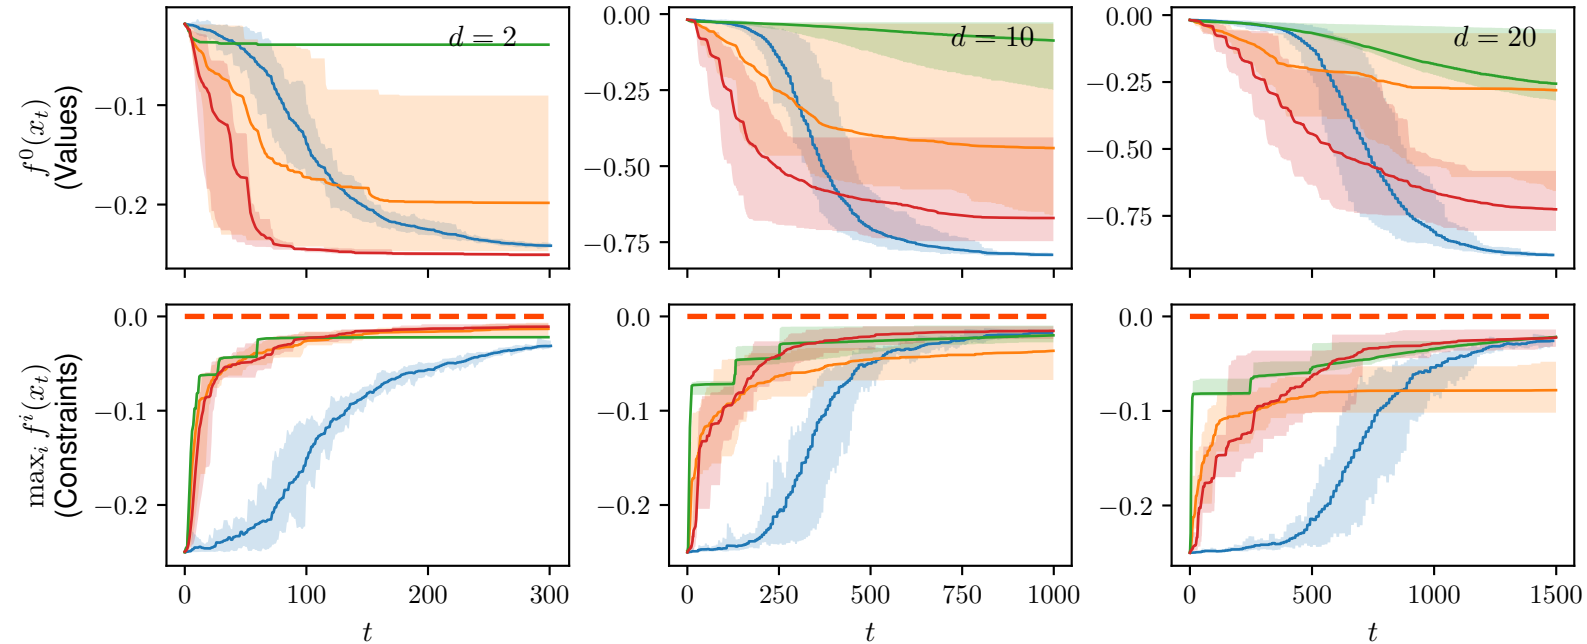 f⁰(x_t)
(Values)
−0.1
−0.2
d = 2
0.00
−0.25
−0.50
−0.75
d = 10
0.00
−0.25
−0.50
−0.75
d = 20
max_i fⁱ(x_t)
(Constraints)
0.0
−0.1
−0.2
0 100 200 300
t
0.0
−0.1
−0.2
0 250 500 750 1000
t
0.0
−0.1
−0.2
0 500 1000 1500
t